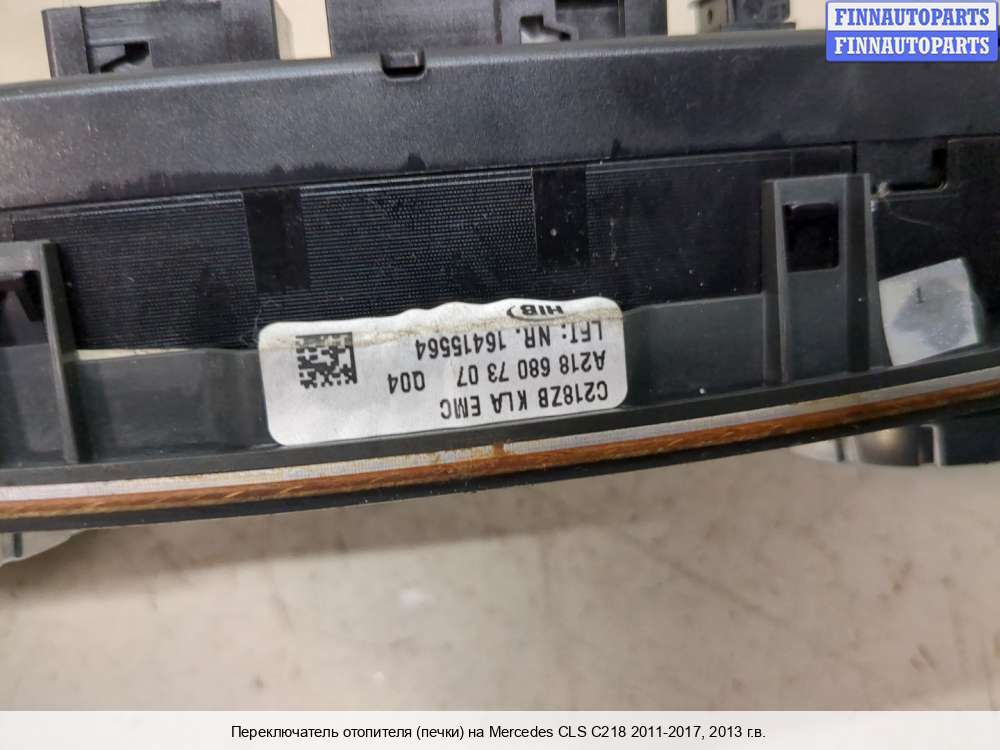 FINNAUTOPARTS
FINNAUTOPARTS
C218ZB KLA EMC
A218 680 73 07 Q04
LFT: NR. 16415564
HIB
1
Переключатель отопителя (печки) на Mercedes CLS C218 2011-2017, 2013 г.в.